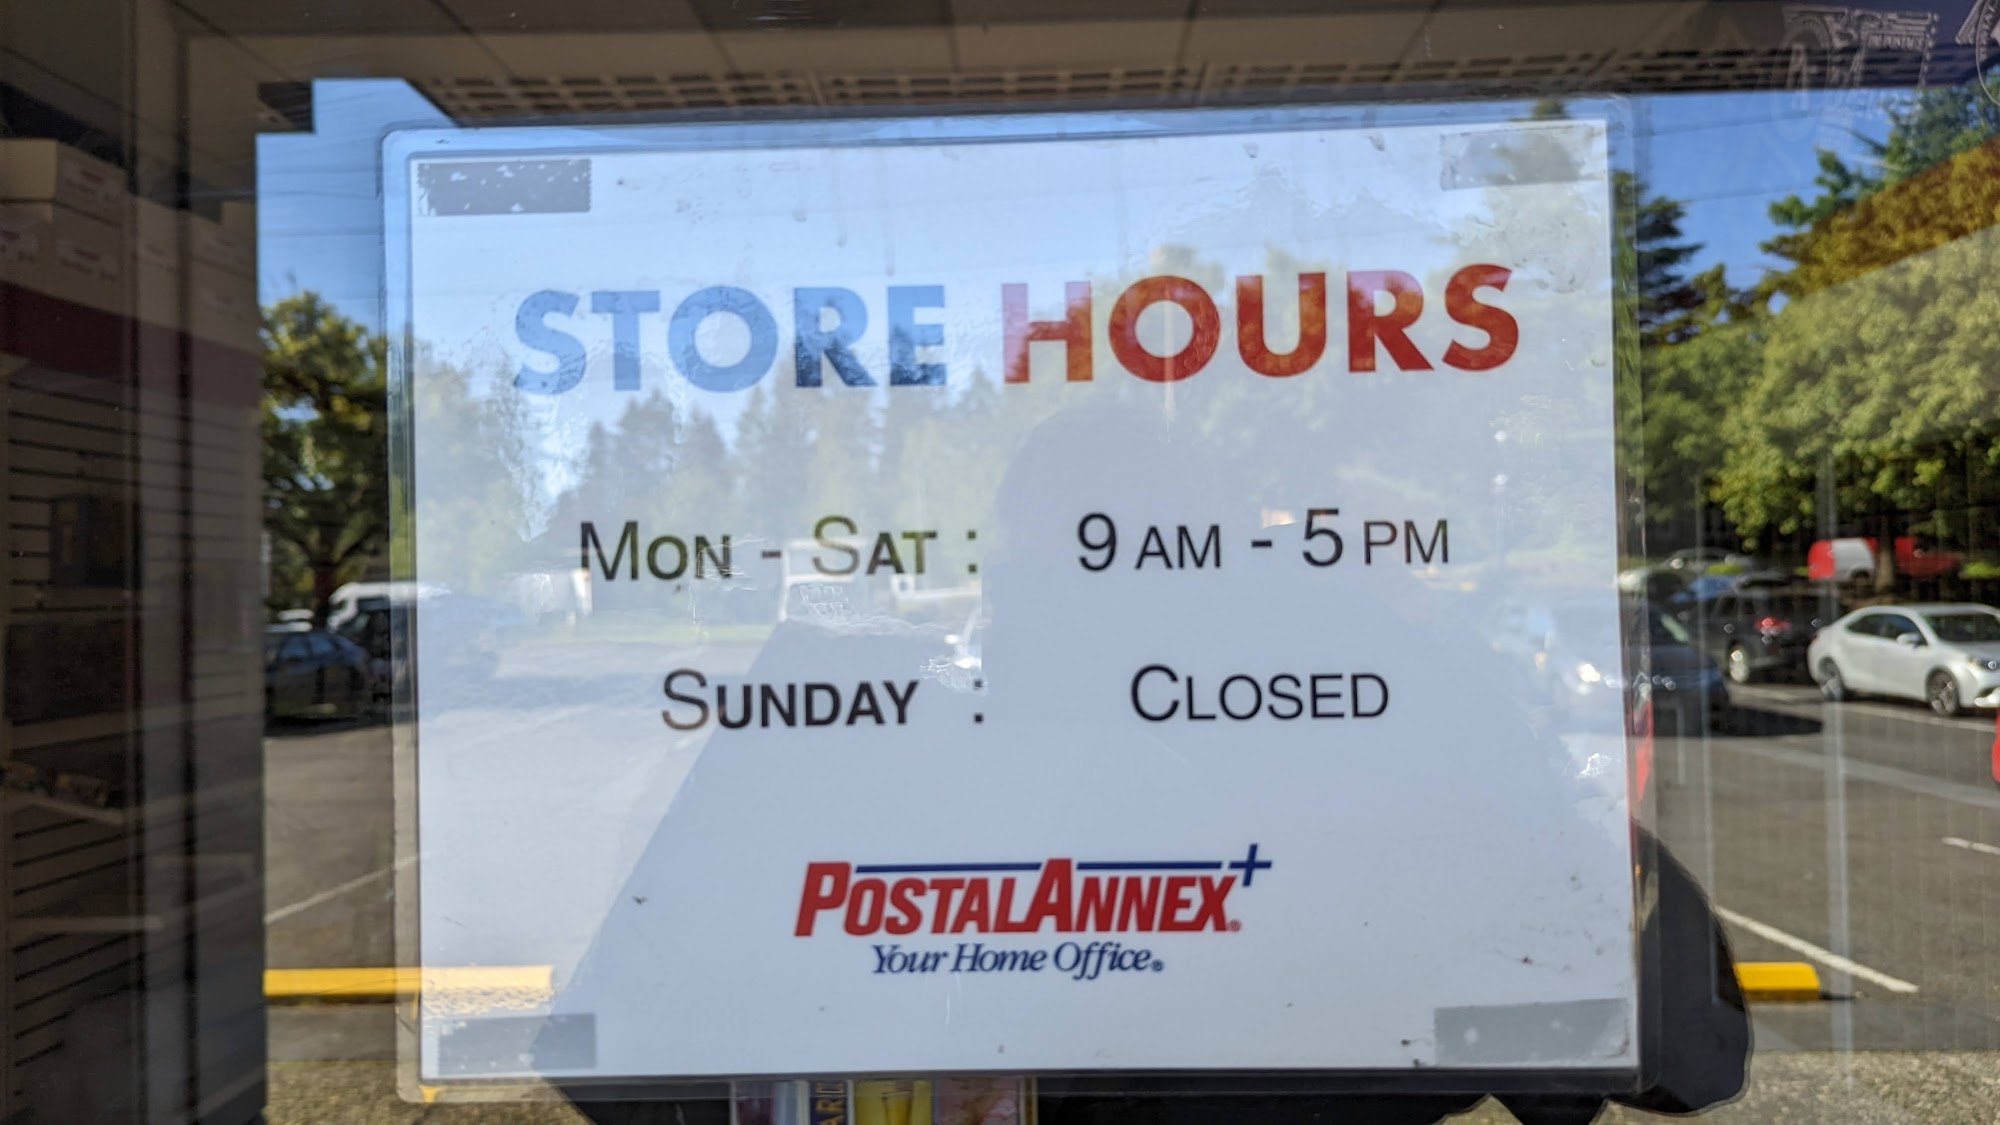 STORE HOURS
MON - SAT : 9 AM - 5 PM
SUNDAY : CLOSED
POSTALANNEX+®
Your Home Office®